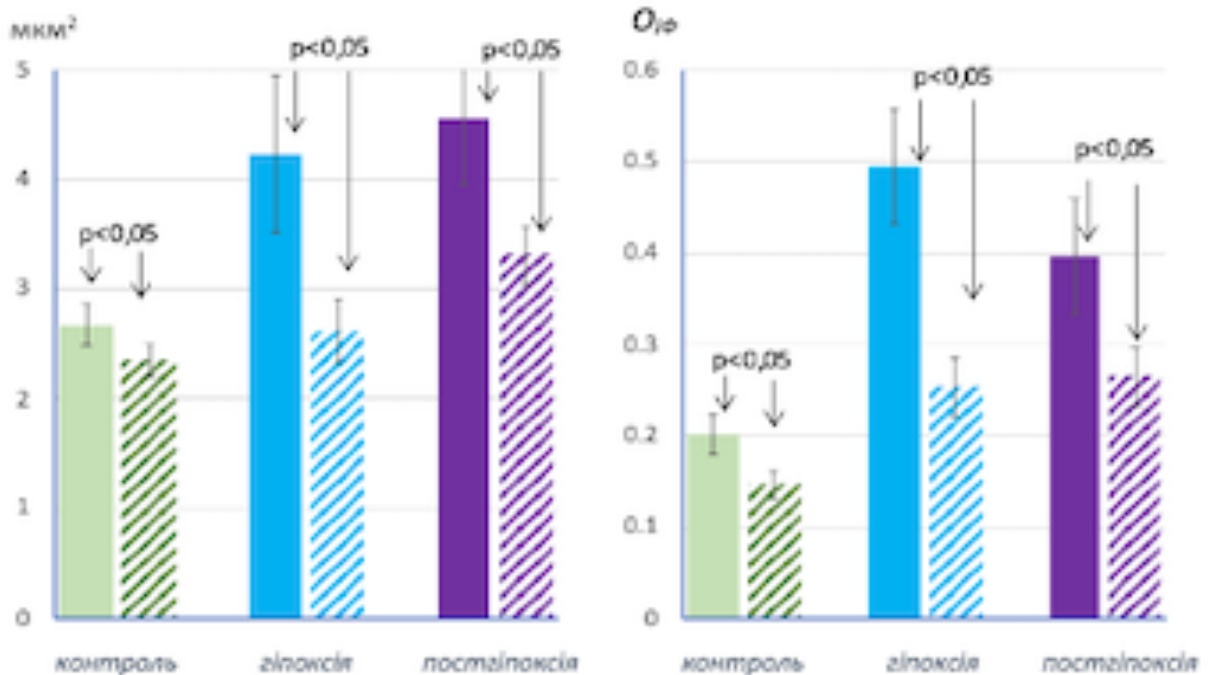 мкм²
p<0,05
p<0,05
p<0,05
5
4
3
2
1
0
контроль
гіпоксія
постгіпоксія
p<0,05
p<0,05
p<0,05
0.6
0.5
0.4
0.3
0.2
0.1
0
контроль
гіпоксія
постгіпоксія